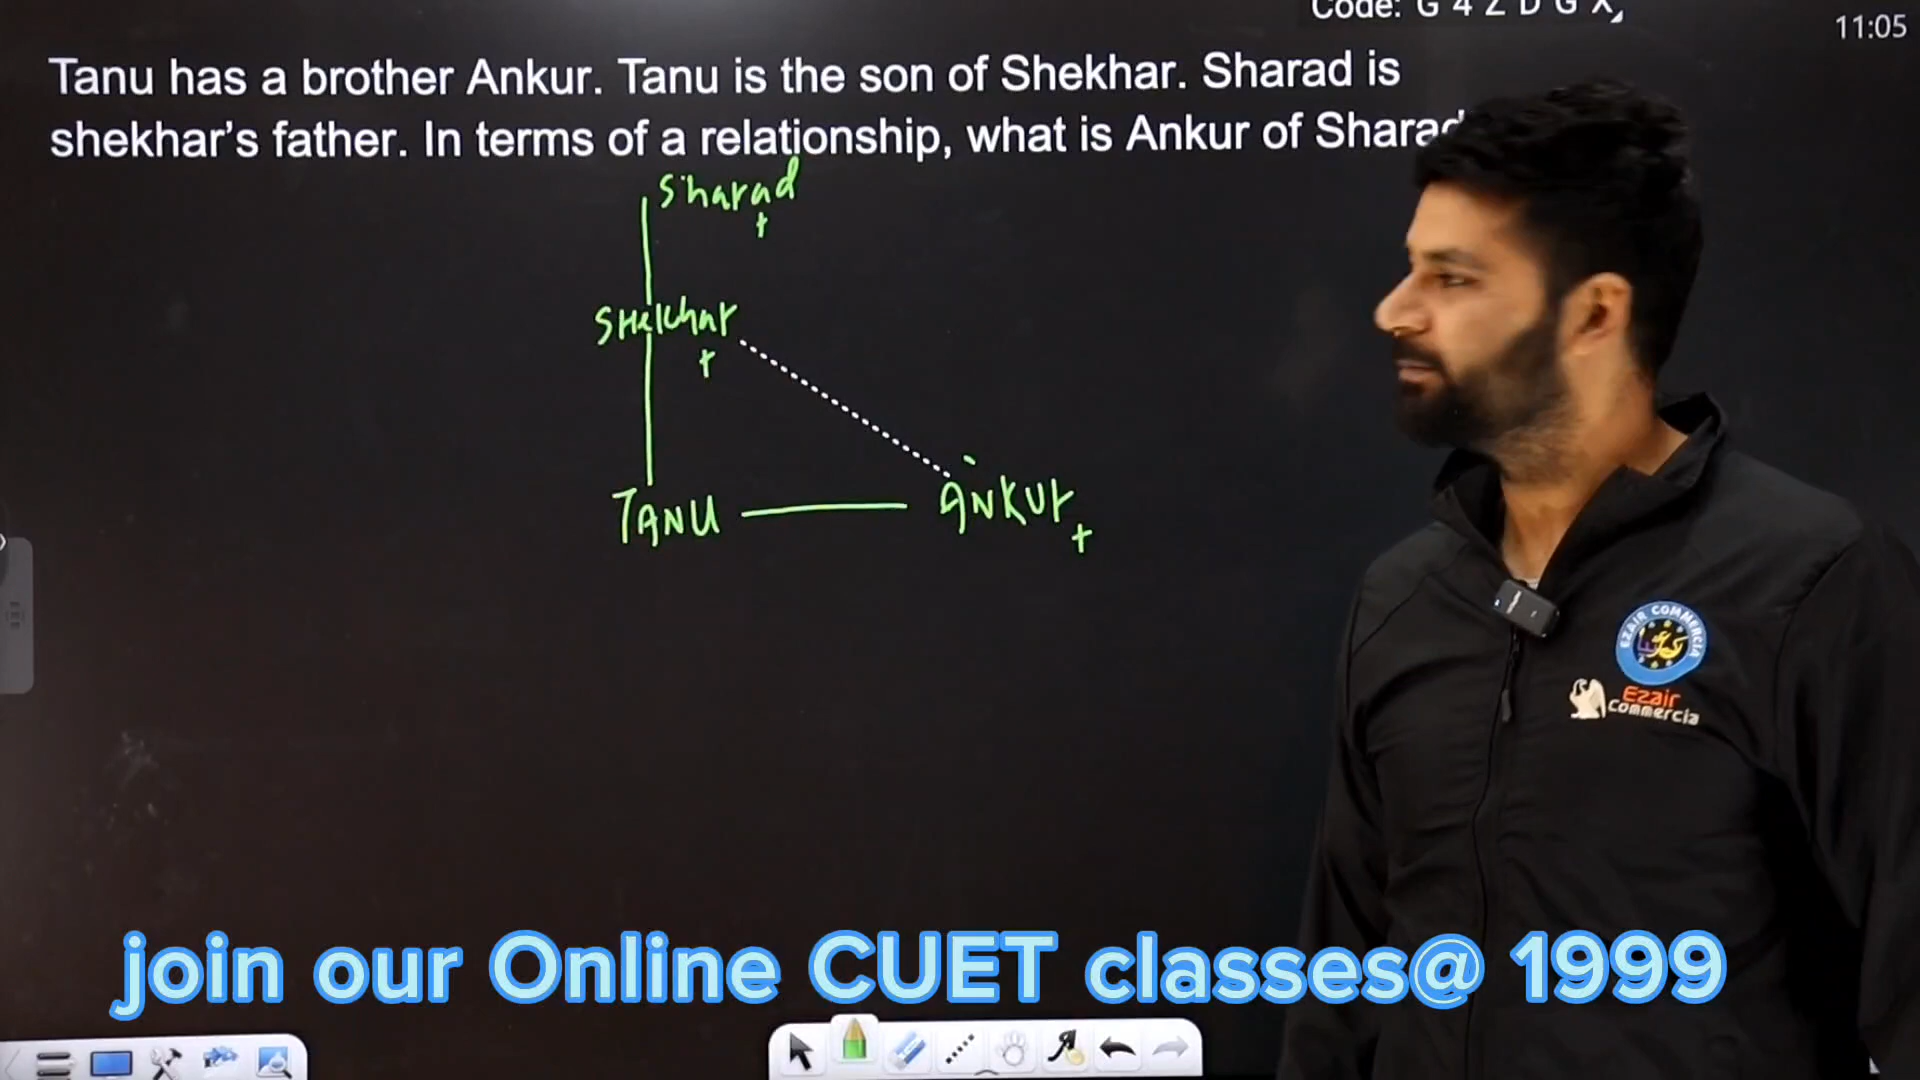 Code: G 4 Z D G X
11:05
Tanu has a brother Ankur. Tanu is the son of Shekhar. Sharad is
shekhar's father. In terms of a relationship, what is Ankur of Sharad
Sharad
+
SHekhar
+
TANU
ANKUr
+
EZAIR COMMERCIA
Ezair
Commercia
join our Online CUET classes@ 1999